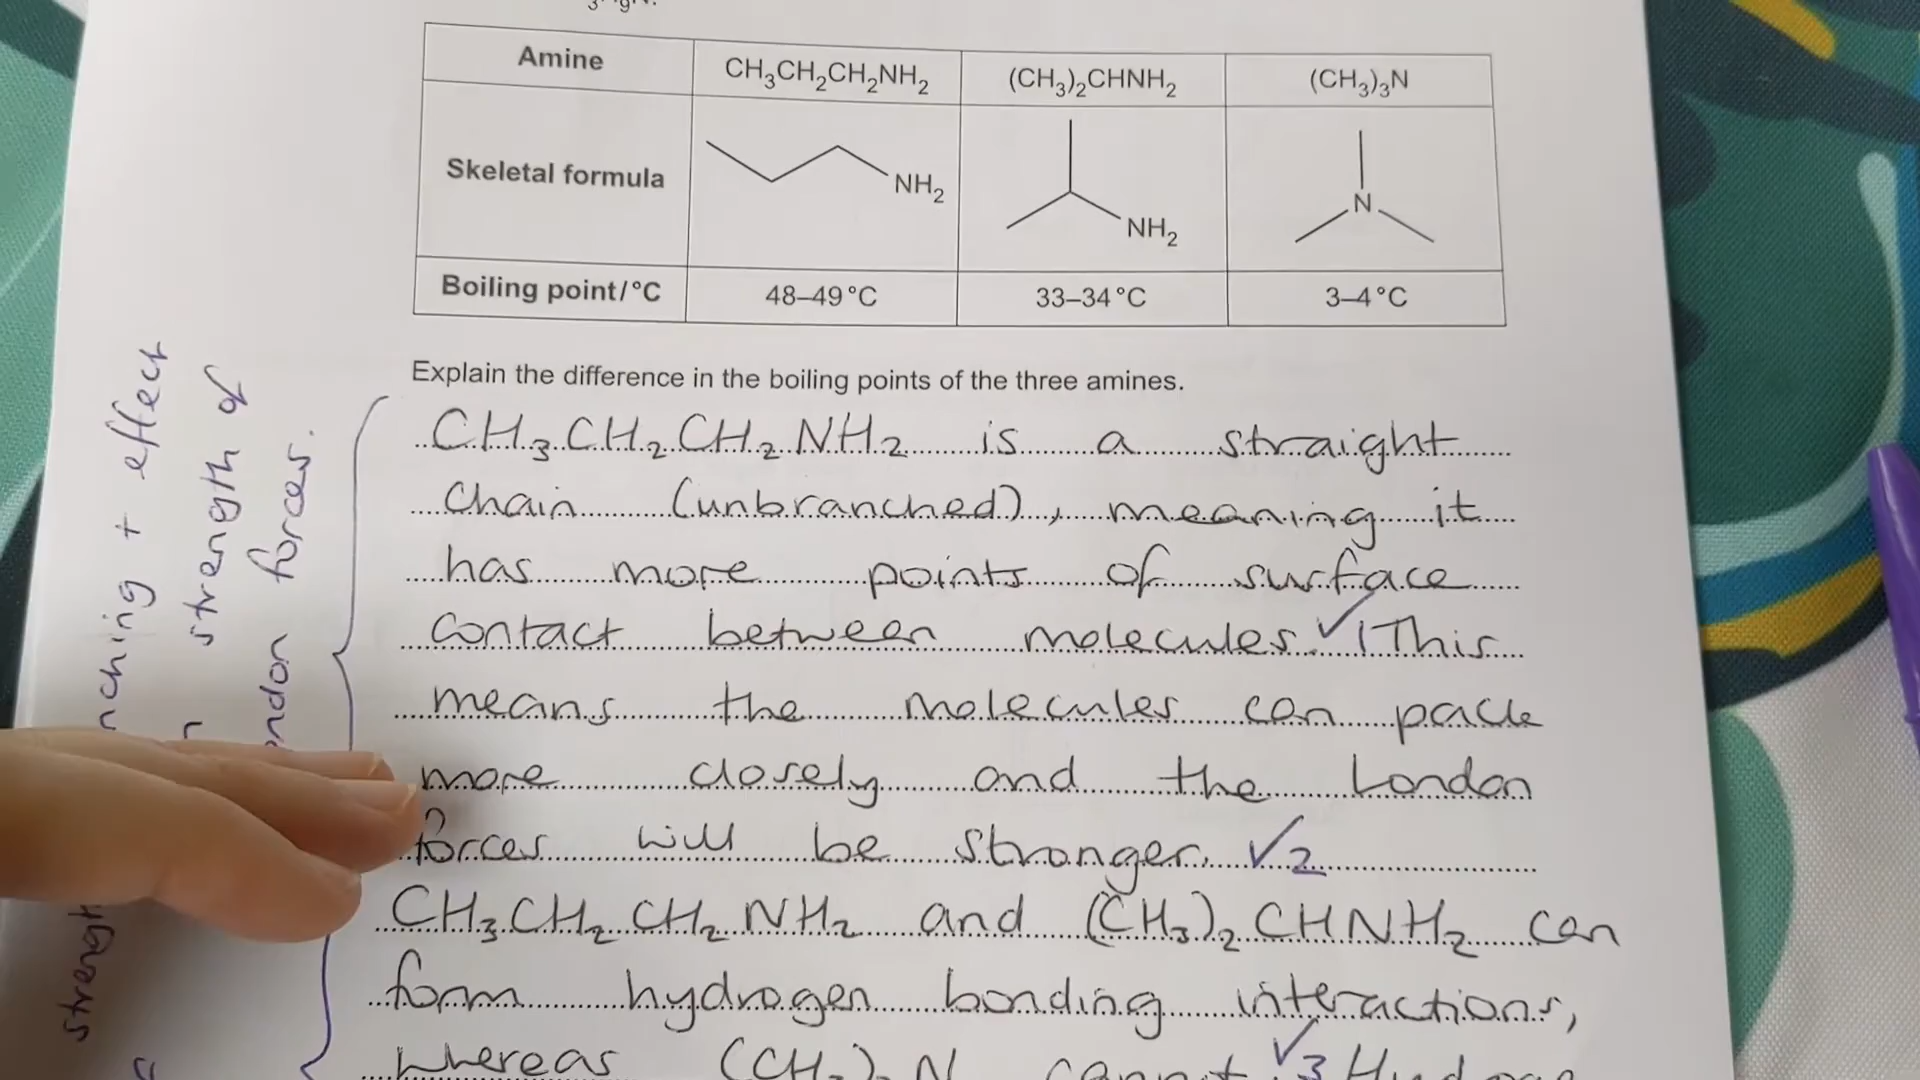 Amine CH₃CH₂CH₂NH₂ (CH₃)₂CHNH₂ (CH₃)₃N
Skeletal formula NH₂ NH₂ N
Boiling point/°C 48–49°C 33–34°C 3–4°C
Explain the difference in the boiling points of the three amines.
CH₃CH₂CH₂NH₂ is a straight
chain (unbranched), meaning it
has more points of surface
contact between molecules. ✓1 This
means the molecules can pack
more closely and the London
forces will be stronger. ✓2
CH₃CH₂CH₂NH₂ and (CH₃)₂CHNH₂ can
form hydrogen bonding interactions,
whereas cannot ✓3
+ effect
strength of
forces.